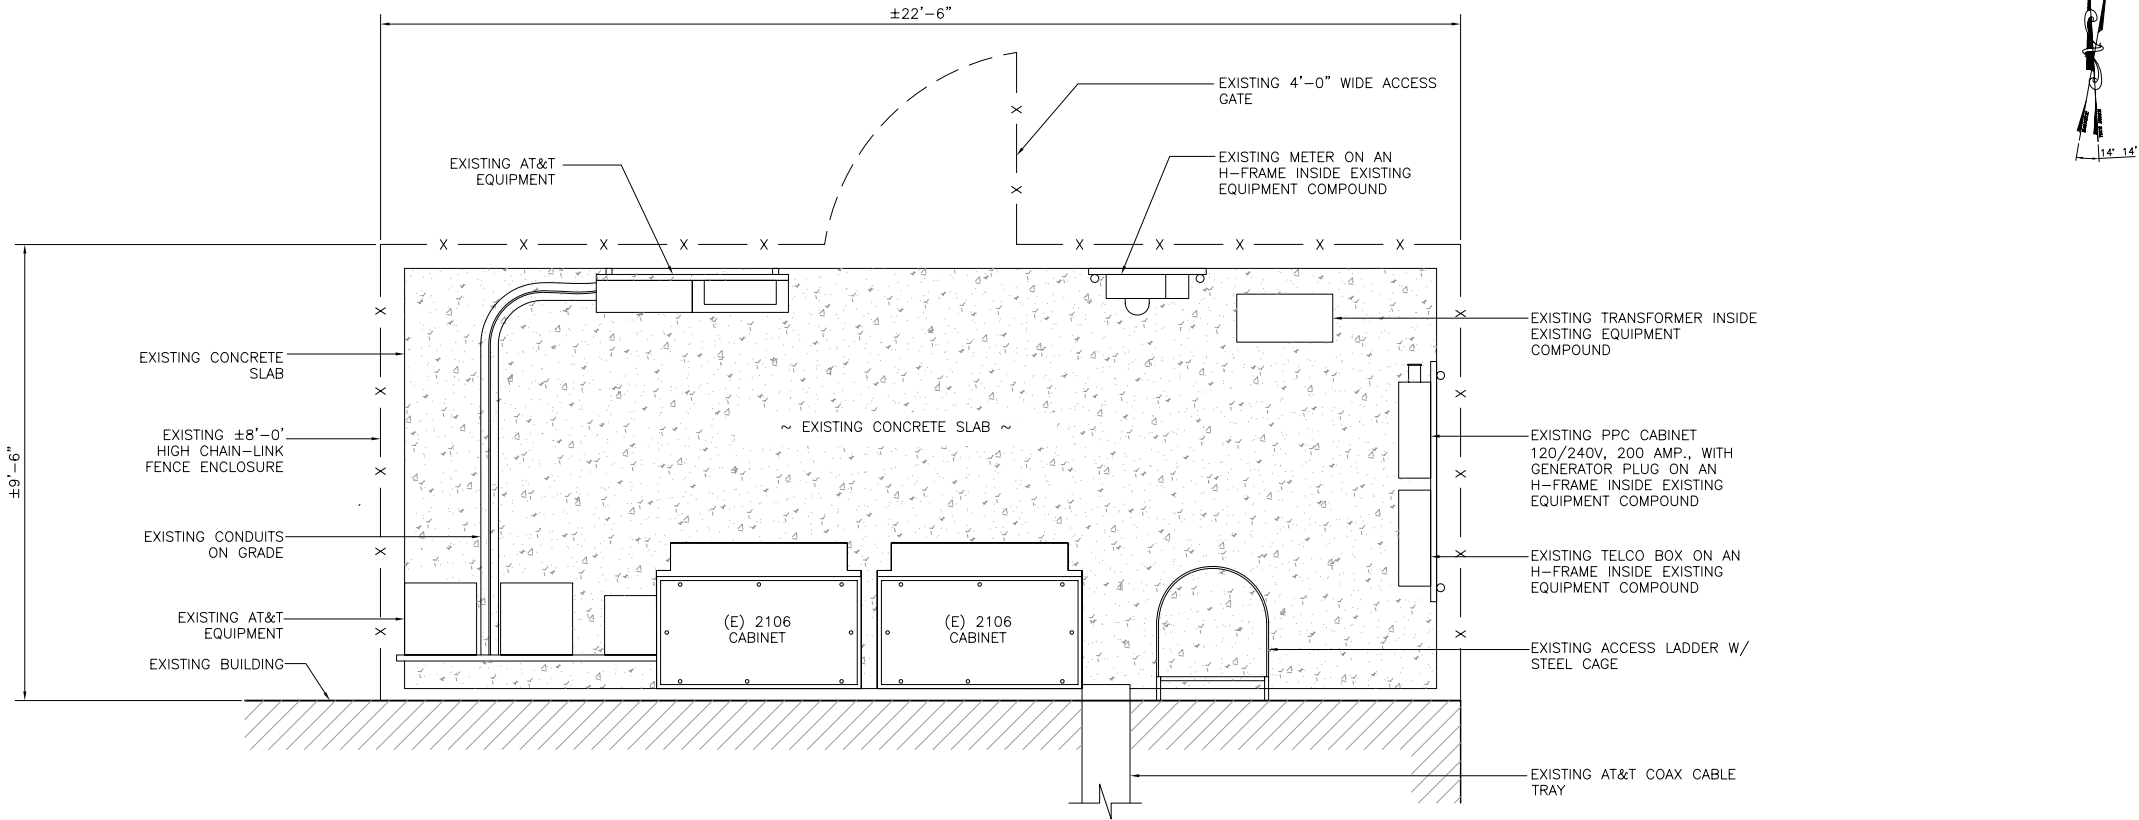 ±22'-6"
EXISTING 4'-0" WIDE ACCESS
GATE
EXISTING AT&T
EQUIPMENT
EXISTING METER ON AN
H-FRAME INSIDE EXISTING
EQUIPMENT COMPOUND
14° 14'
X X X X X X X X X X X X
EXISTING CONCRETE
SLAB
EXISTING TRANSFORMER INSIDE
EXISTING EQUIPMENT
COMPOUND
±9'-6"
EXISTING ±8'-0'
HIGH CHAIN-LINK
FENCE ENCLOSURE
~ EXISTING CONCRETE SLAB ~
EXISTING PPC CABINET
120/240V, 200 AMP., WITH
GENERATOR PLUG ON AN
H-FRAME INSIDE EXISTING
EQUIPMENT COMPOUND
EXISTING CONDUITS
ON GRADE
EXISTING TELCO BOX ON AN
H-FRAME INSIDE EXISTING
EQUIPMENT COMPOUND
EXISTING AT&T
EQUIPMENT
(E) 2106
CABINET
(E) 2106
CABINET
EXISTING BUILDING
EXISTING ACCESS LADDER W/
STEEL CAGE
EXISTING AT&T COAX CABLE
TRAY